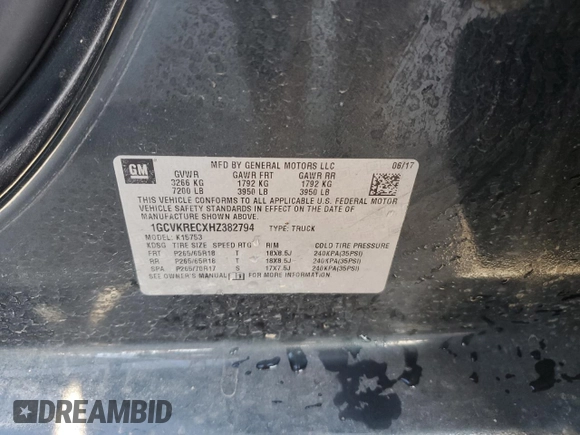 GM
MFD BY GENERAL MOTORS LLC 06/17
GVWR GAWR FRT GAWR RR
3266 KG 1792 KG 1792 KG
7200 LB 3950 LB 3950 LB
THIS VEHICLE CONFORMS TO ALL APPLICABLE U.S. FEDERAL MOTOR
VEHICLE SAFETY, BUMPER, AND THEFT PREVENTION STANDARDS
IN EFFECT ON THE DATE OF MANUFACTURE SHOWN ABOVE.
1GCVKRECXHZ382794 TYPE: TRUCK
MODEL: K15753
KDSG TIRE SIZE SPEED RTG RIM COLD TIRE PRESSURE
FRT P265/65R18 T 18X8.5J 240KPA(35PSI)
RR P265/65R18 T 18X8.5J 240KPA(35PSI)
SPA P265/70R17 S 17X7.5J 240KPA(35PSI)
SEE OWNER'S MANUAL FOR MORE INFORMATION
DREAMBID